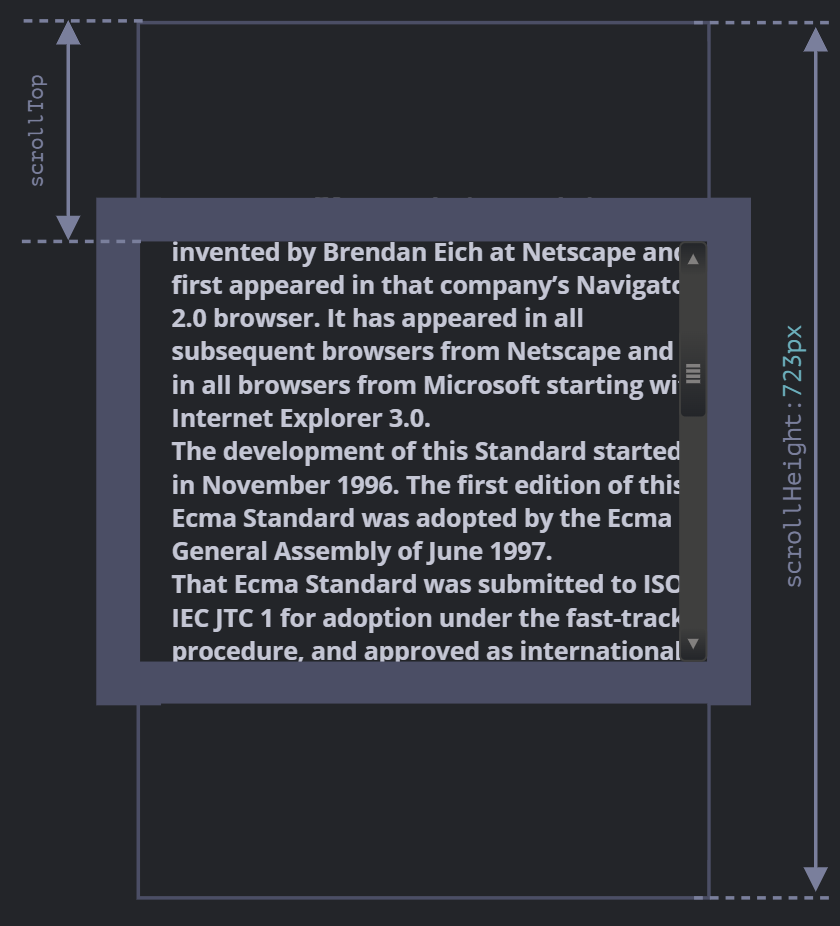 scrollTop
invented by Brendan Eich at Netscape and
first appeared in that company’s Navigato
2.0 browser. It has appeared in all
subsequent browsers from Netscape and
in all browsers from Microsoft starting wi
Internet Explorer 3.0.
The development of this Standard started
in November 1996. The first edition of this
Ecma Standard was adopted by the Ecma
General Assembly of June 1997.
That Ecma Standard was submitted to ISO
IEC JTC 1 for adoption under the fast-track
procedure, and approved as international
scrollHeight:723px